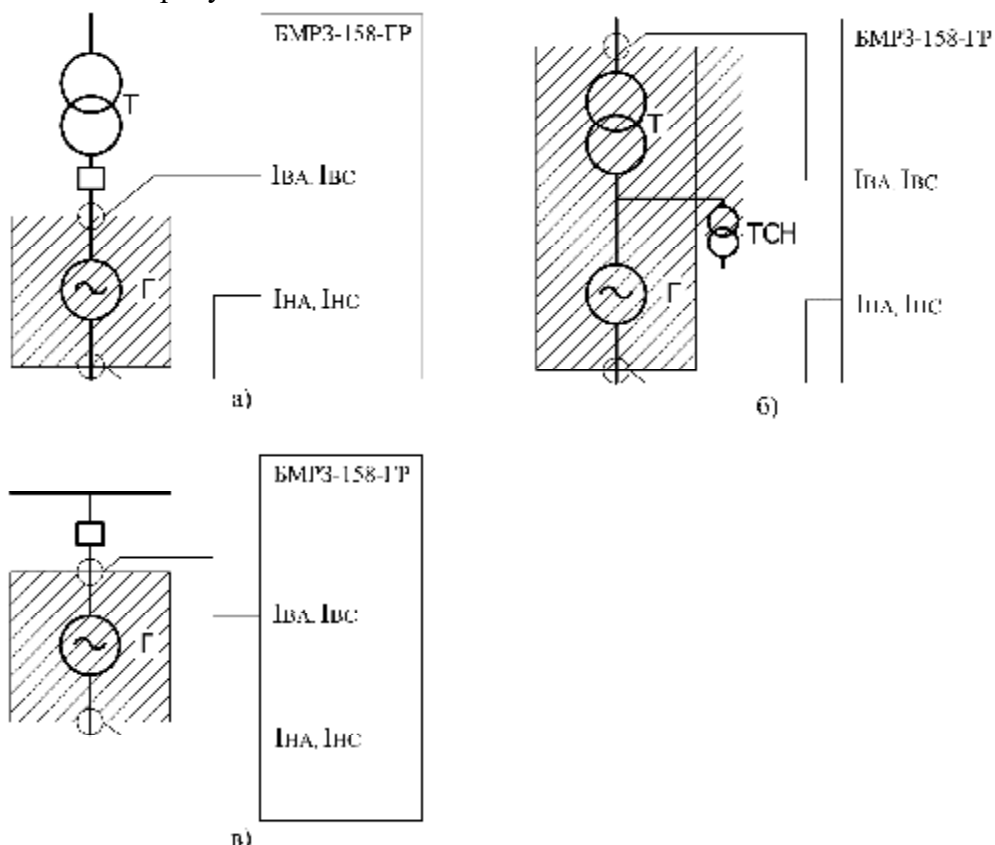 БМРЗ-158-ГР
Т
IВА, IВС
Г
IНА, IНС
а)
БМРЗ-158-ГР
Т
IВА, IВС
ТСН
Г
IНА, IНС
б)
БМРЗ-158-ГР
IВА, IВС
Г
IНА, IНС
в)